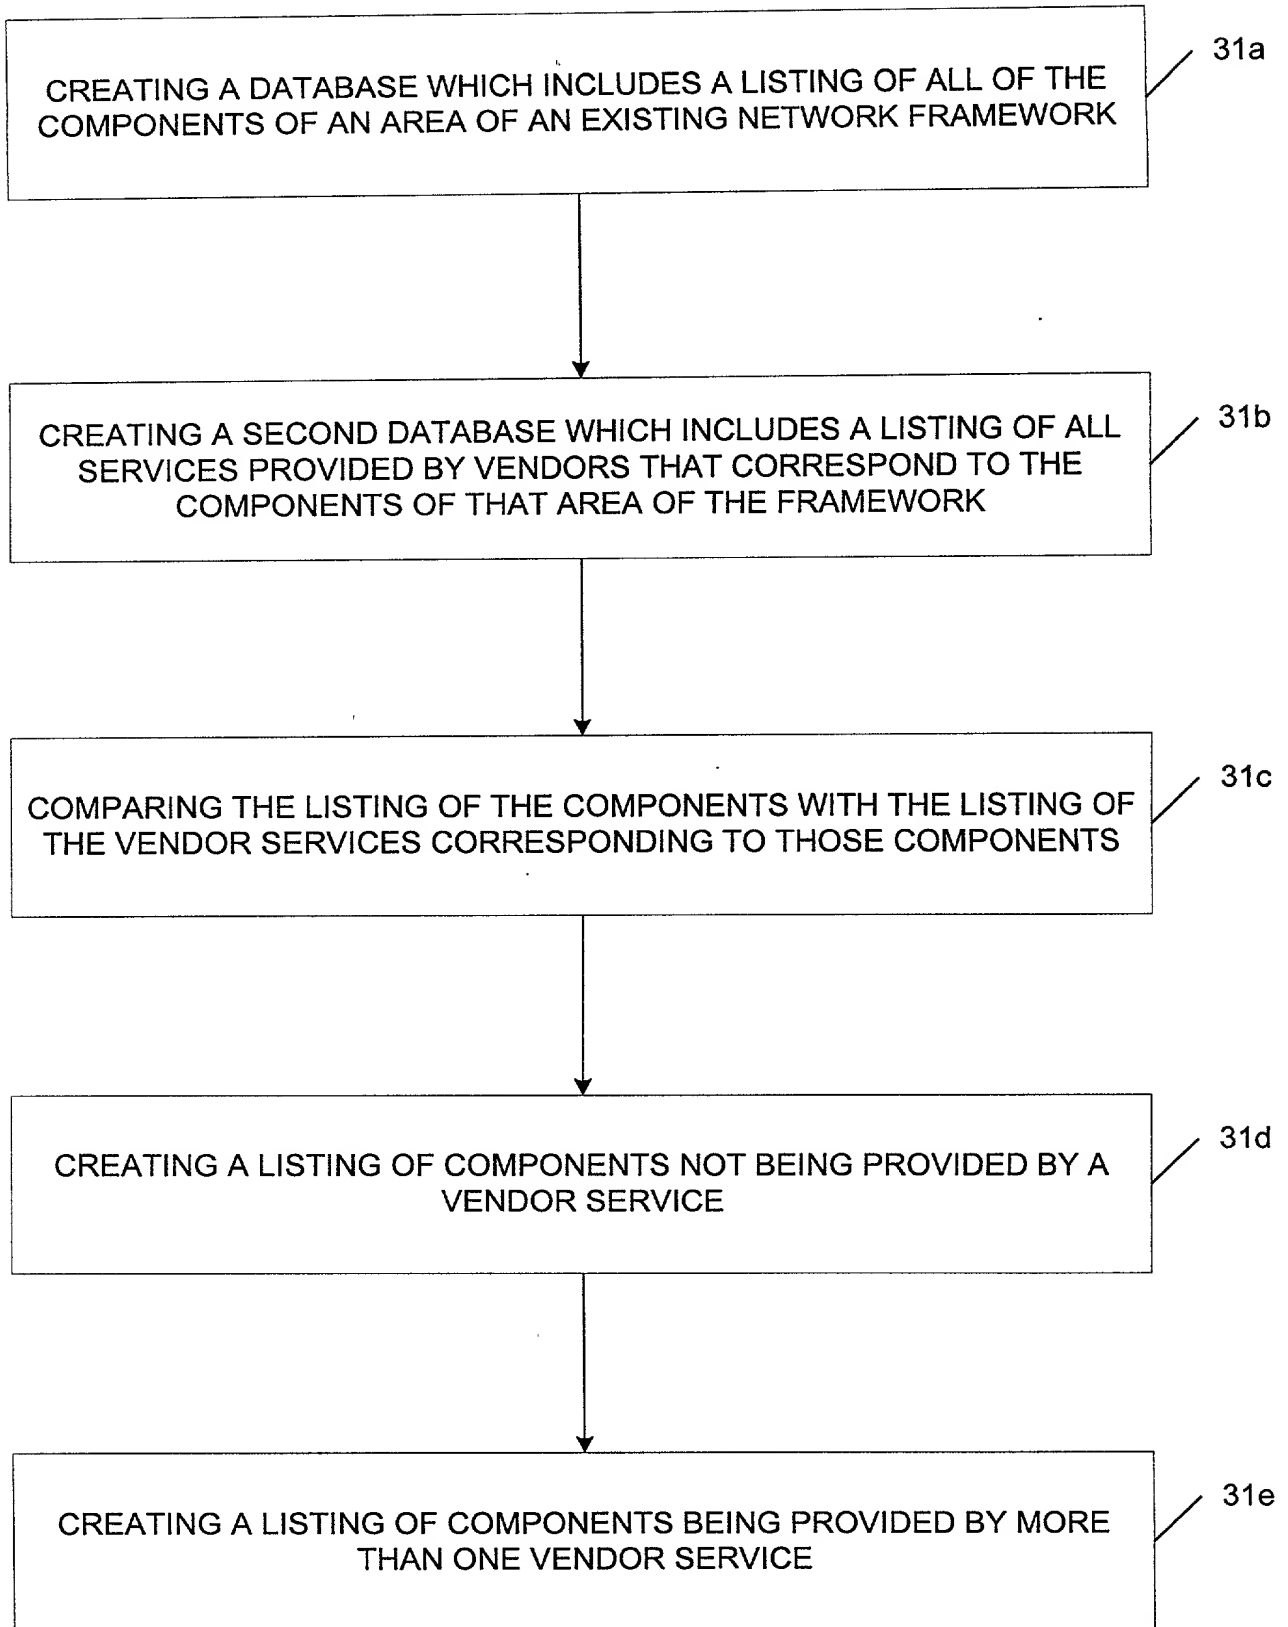 31a
CREATING A DATABASE WHICH INCLUDES A LISTING OF ALL OF THE
COMPONENTS OF AN AREA OF AN EXISTING NETWORK FRAMEWORK
31b
CREATING A SECOND DATABASE WHICH INCLUDES A LISTING OF ALL
SERVICES PROVIDED BY VENDORS THAT CORRESPOND TO THE
COMPONENTS OF THAT AREA OF THE FRAMEWORK
31c
COMPARING THE LISTING OF THE COMPONENTS WITH THE LISTING OF
THE VENDOR SERVICES CORRESPONDING TO THOSE COMPONENTS
31d
CREATING A LISTING OF COMPONENTS NOT BEING PROVIDED BY A
VENDOR SERVICE
31e
CREATING A LISTING OF COMPONENTS BEING PROVIDED BY MORE
THAN ONE VENDOR SERVICE